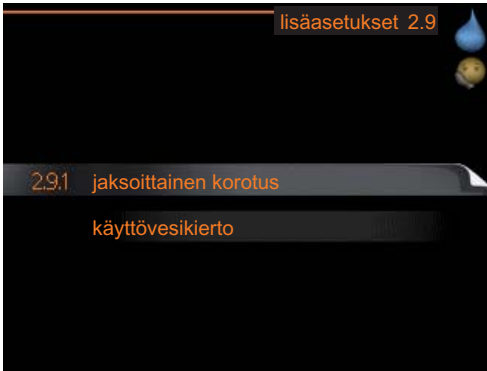 lisäasetukset 2.9
2.9.1 jaksoittainen korotus
käyttövesikierto